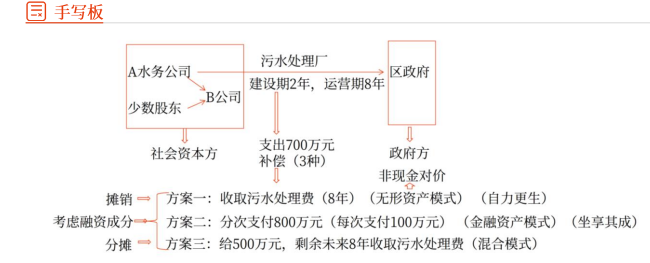 手写板
污水处理厂
A水务公司
区政府
建设期2年，运营期8年
B公司
少数股东
支出700万元
社会资本方
补偿（3种）
政府方
非现金对价
摊销 方案一：收取污水处理费（8年）（无形资产模式）（自力更生）
考虑融资成分 方案二：分次支付800万元（每次支付100万元）（金融资产模式）（坐享其成）
分摊 方案三：给500万元，剩余未来8年收取污水处理费（混合模式）